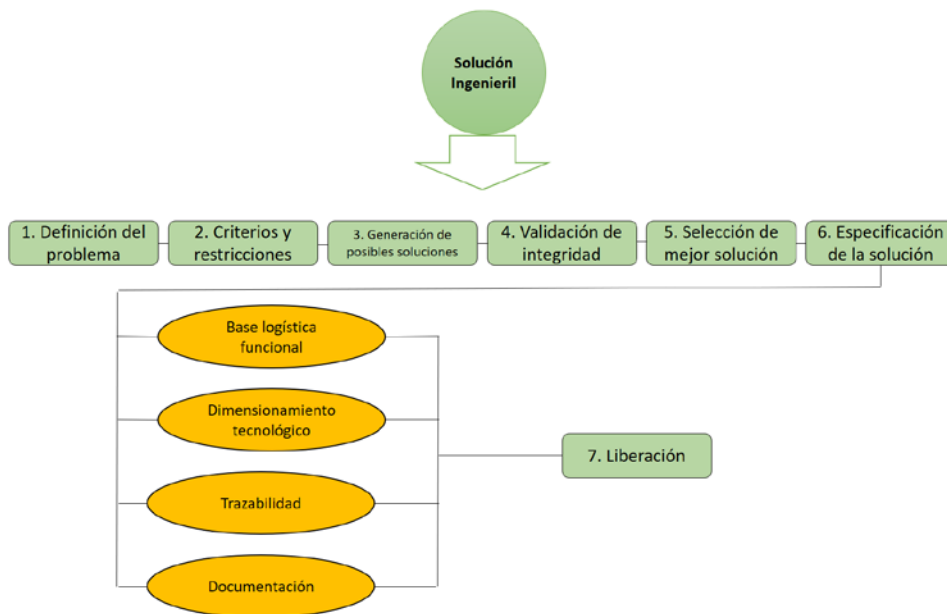 Solución
Ingenieril
1. Definición del
problema
2. Criterios y
restricciones
3. Generación de
posibles soluciones
4. Validación de
integridad
5. Selección de
mejor solución
6. Especificación
de la solución
Base logística
funcional
Dimensionamiento
tecnológico
7. Liberación
Trazabilidad
Documentación